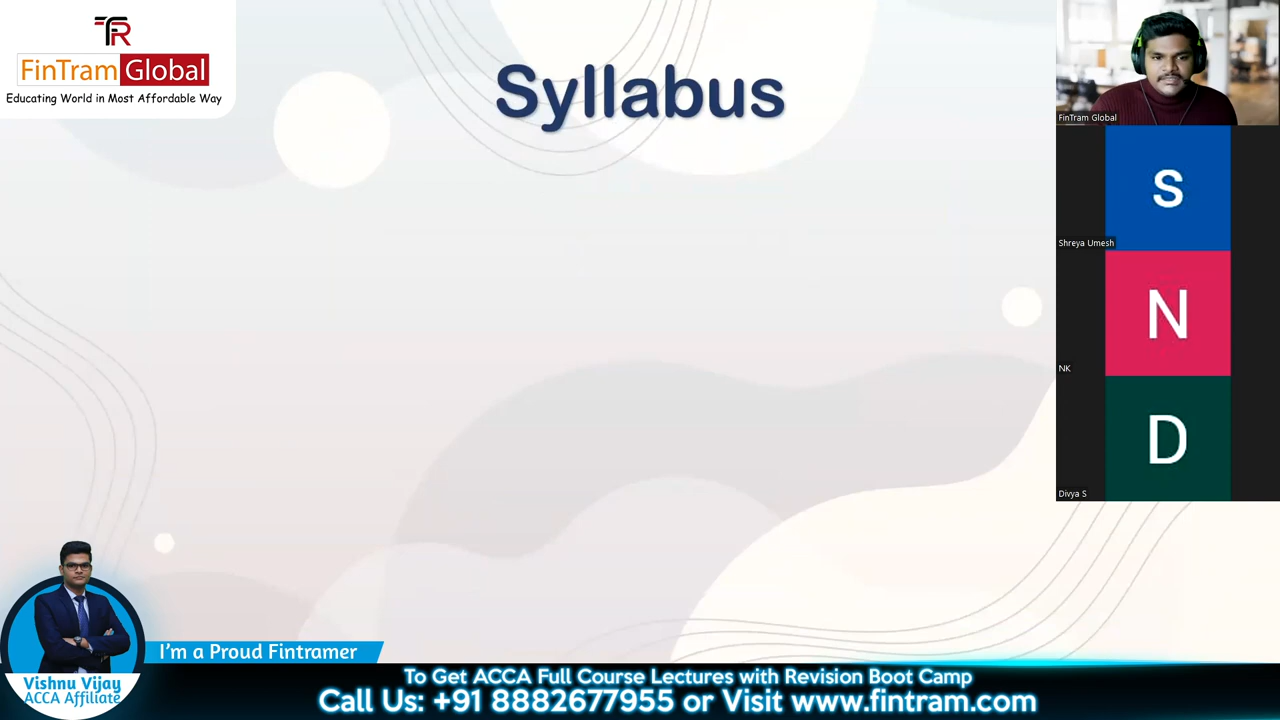 TR
FinTram Global
Educating World in Most Affordable Way
Syllabus
FinTram Global
S
Shreya Umesh
N
NK
D
Divya S
I'm a Proud Fintramer
Vishnu Vijay
ACCA Affiliate
To Get ACCA Full Course Lectures with Revision Boot Camp
Call Us: +91 8882677955 or Visit www.fintram.com